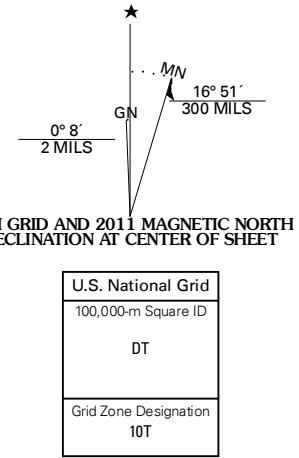 ★
MN
GN
16° 51´
300 MILS
0° 8´
2 MILS
GRID AND 2011 MAGNETIC NORTH
DECLINATION AT CENTER OF SHEET
U.S. National Grid
100,000-m Square ID
DT
Grid Zone Designation
10T